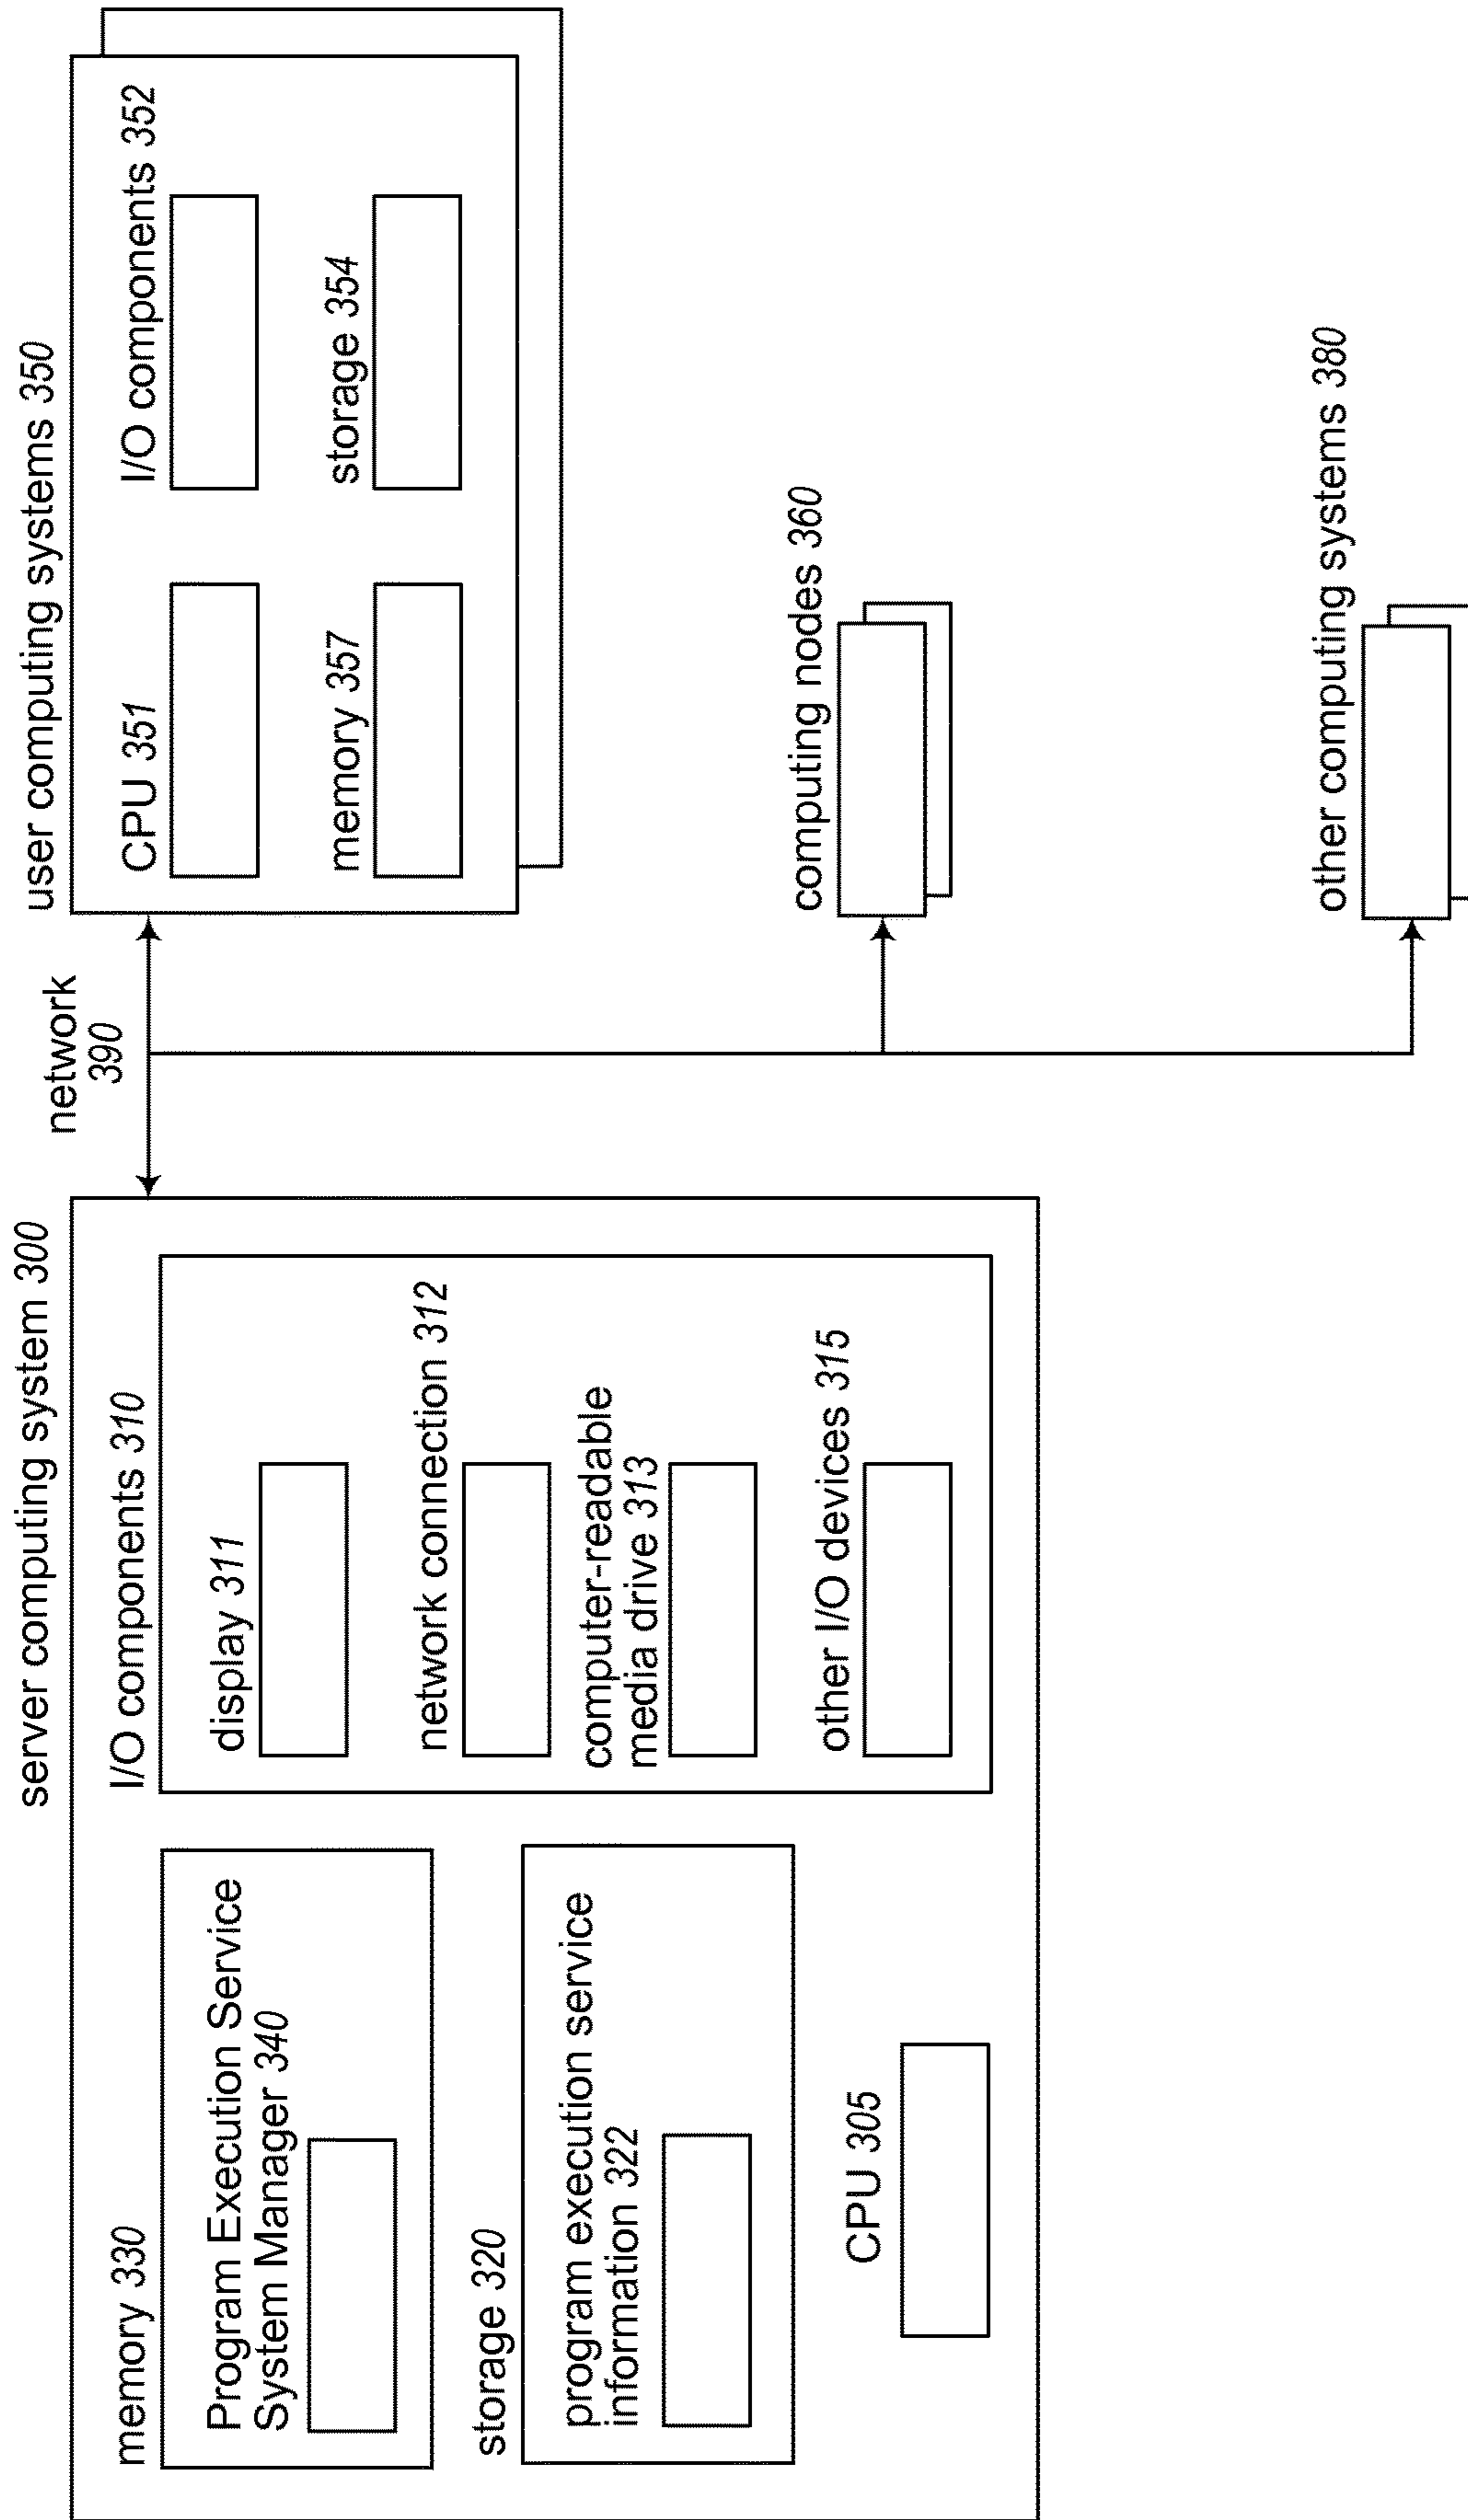 server computing system 300
memory 330
Program Execution Service
System Manager 340
storage 320
program execution service
information 322
CPU 305
I/O components 310
display 311
network connection 312
computer-readable
media drive 313
other I/O devices 315
network
390
user computing systems 350
CPU 351
I/O components 352
memory 357
storage 354
computing nodes 360
other computing systems 380